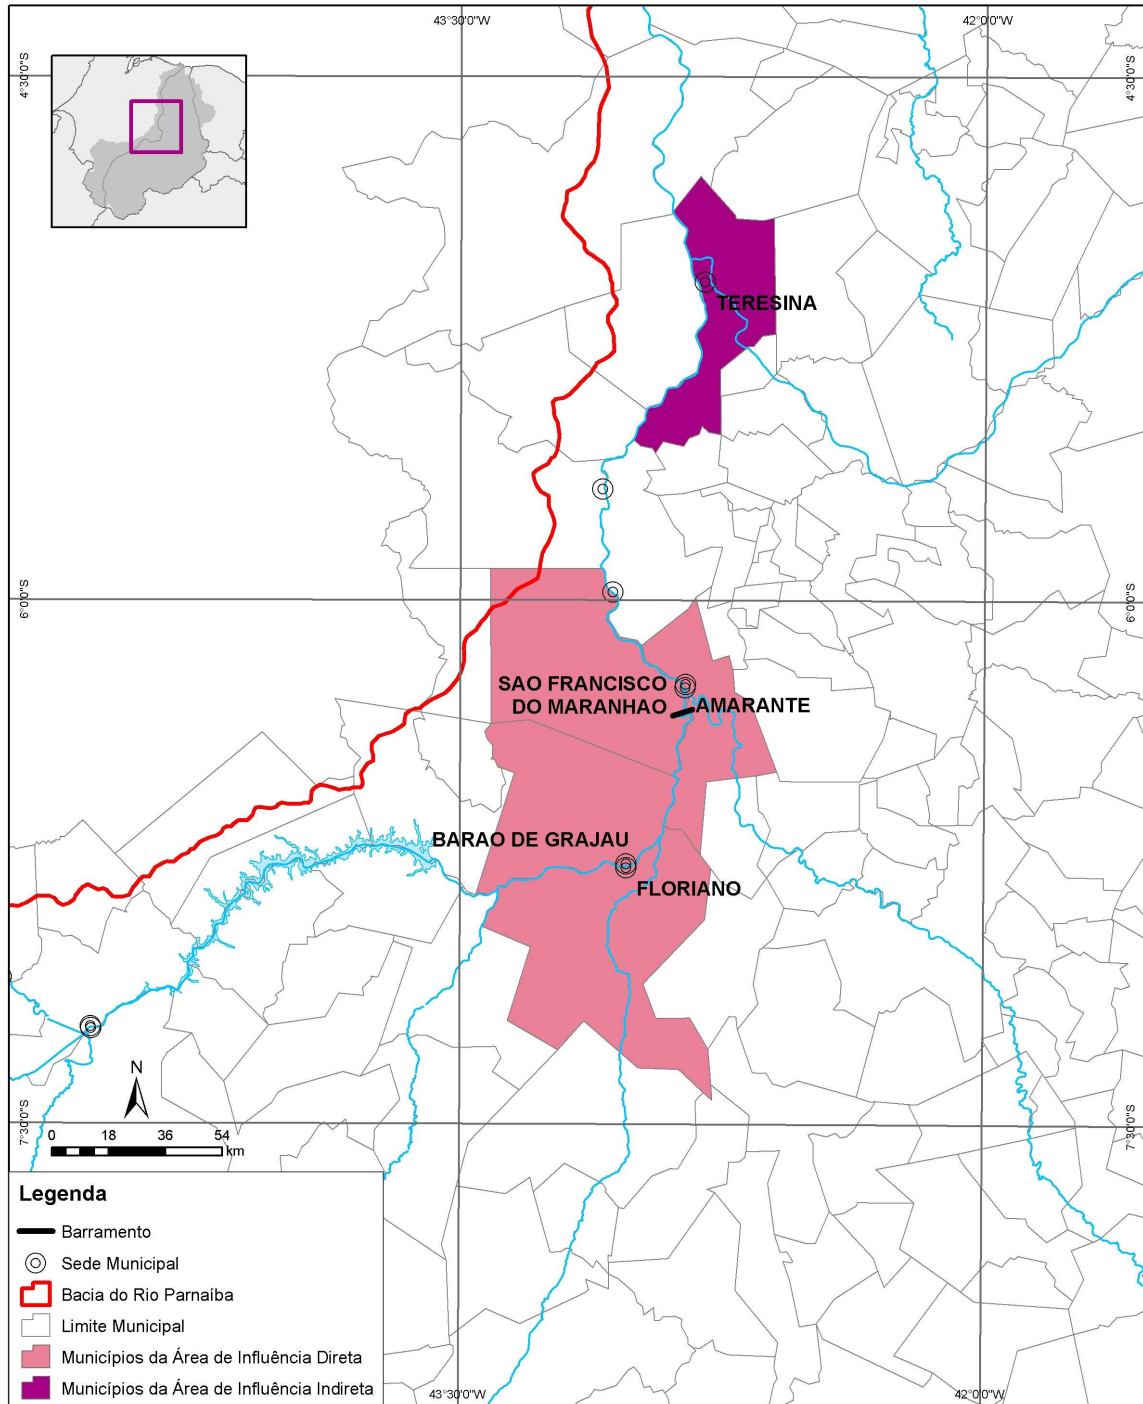 43°30'0"W
42°0'0"W
4°30'0"S
4°30'0"S
TERESINA
6°0'0"S
6°0'0"S
SAO FRANCISCO
DO MARANHAO
AMARANTE
BARAO DE GRAJAU
FLORIANO
N
0 18 36 54
km
7°30'0"S
7°30'0"S
Legenda
Barramento
Sede Municipal
Bacia do Rio Parnaíba
Limite Municipal
Municípios da Área de Influência Direta
Municípios da Área de Influência Indireta
43°30'0"W
42°0'0"W